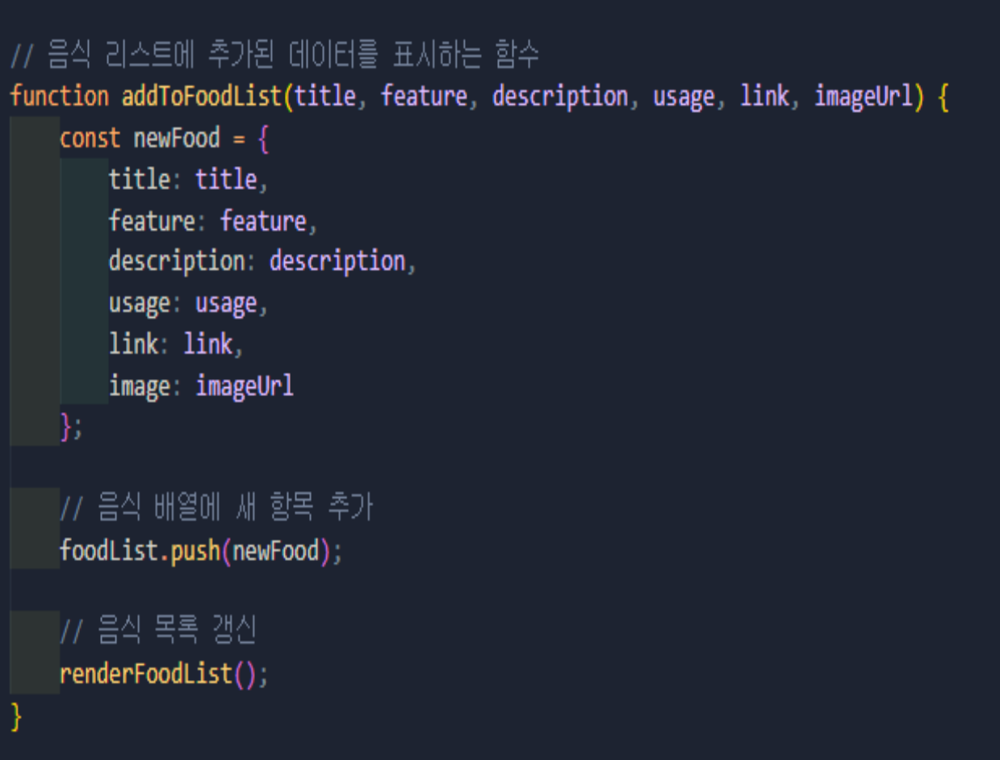 // 음식 리스트에 추가된 데이터를 표시하는 함수
function addToFoodList(title, feature, description, usage, link, imageUrl) {
    const newFood = {
        title: title,
        feature: feature,
        description: description,
        usage: usage,
        link: link,
        image: imageUrl
    };
    // 음식 배열에 새 항목 추가
    foodList.push(newFood);
    // 음식 목록 갱신
    renderFoodList();
}